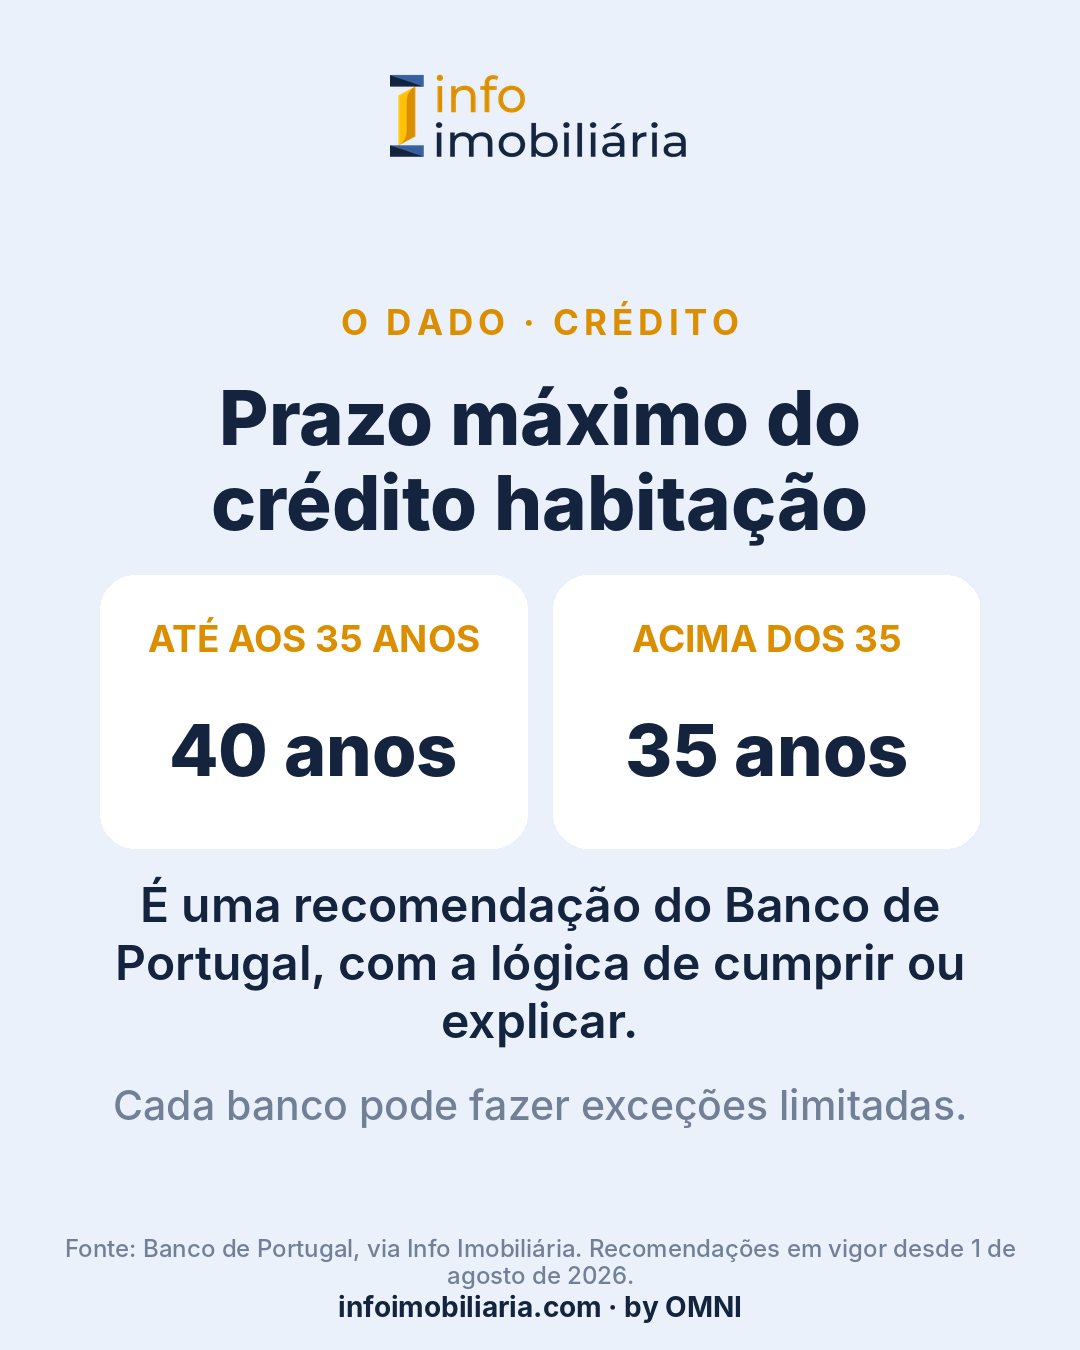 info
imobiliária
O DADO · CRÉDITO
Prazo máximo do
crédito habitação
ATÉ AOS 35 ANOS
40 anos
ACIMA DOS 35
35 anos
É uma recomendação do Banco de
Portugal, com a lógica de cumprir ou
explicar.
Cada banco pode fazer exceções limitadas.
Fonte: Banco de Portugal, via Info Imobiliária. Recomendações em vigor desde 1 de
agosto de 2026.
infoimobiliaria.com · by OMNI